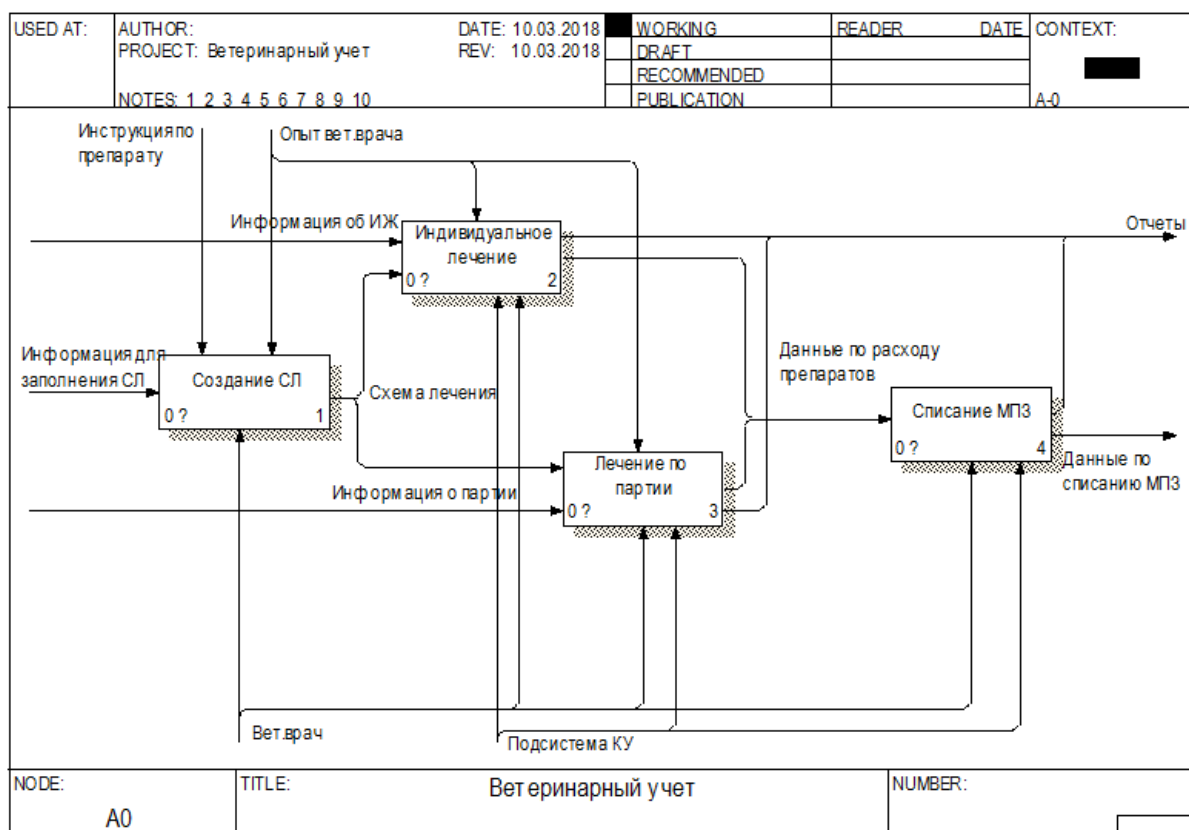 USED AT:
AUTHOR:
DATE: 10.03.2018
WORKING
READER
DATE
CONTEXT:
PROJECT: Ветеринарный учет
REV: 10.03.2018
DRAFT
RECOMMENDED
NOTES: 1 2 3 4 5 6 7 8 9 10
PUBLICATION
A-0
Инструкция по
препарату
Опыт вет.врача
Информация об ИЖ
Индивидуальное
лечение
0 ?
2
Отчеты
Информация для
заполнения СЛ
Создание СЛ
0 ?
1
Схема лечения
Данные по расходу
препаратов
Списание МПЗ
0 ?
4
Данные по
списанию МПЗ
Информация о партии
Лечение по
партии
0 ?
3
Вет.врач
Подсистема КУ
NODE:
A0
TITLE:
Ветеринарный учет
NUMBER: